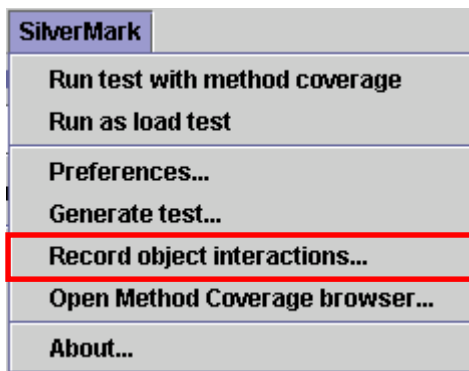 SilverMark
Run test with method coverage
Run as load test
Preferences...
Generate test...
Record object interactions...
Open Method Coverage browser...
About...